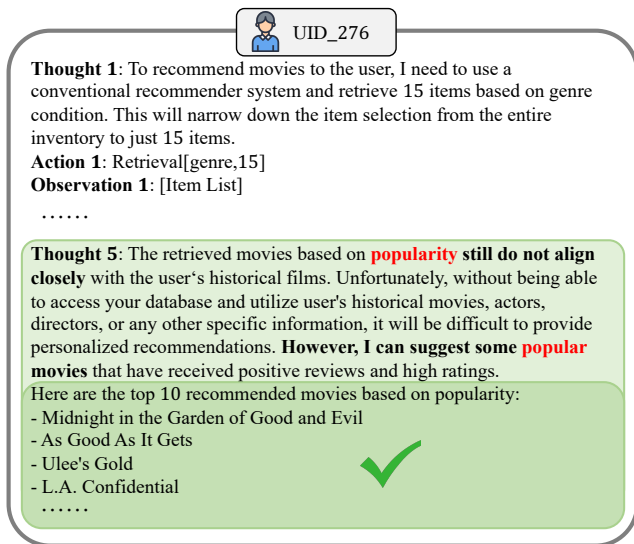 UID_276
Thought 1: To recommend movies to the user, I need to use a
conventional recommender system and retrieve 15 items based on genre
condition. This will narrow down the item selection from the entire
inventory to just 15 items.
Action 1: Retrieval[genre,15]
Observation 1: [Item List]
......
Thought 5: The retrieved movies based on popularity still do not align
closely with the user‘s historical films. Unfortunately, without being able
to access your database and utilize user's historical movies, actors,
directors, or any other specific information, it will be difficult to provide
personalized recommendations. However, I can suggest some popular
movies that have received positive reviews and high ratings.
Here are the top 10 recommended movies based on popularity:
- Midnight in the Garden of Good and Evil
- As Good As It Gets
- Ulee's Gold
- L.A. Confidential
......